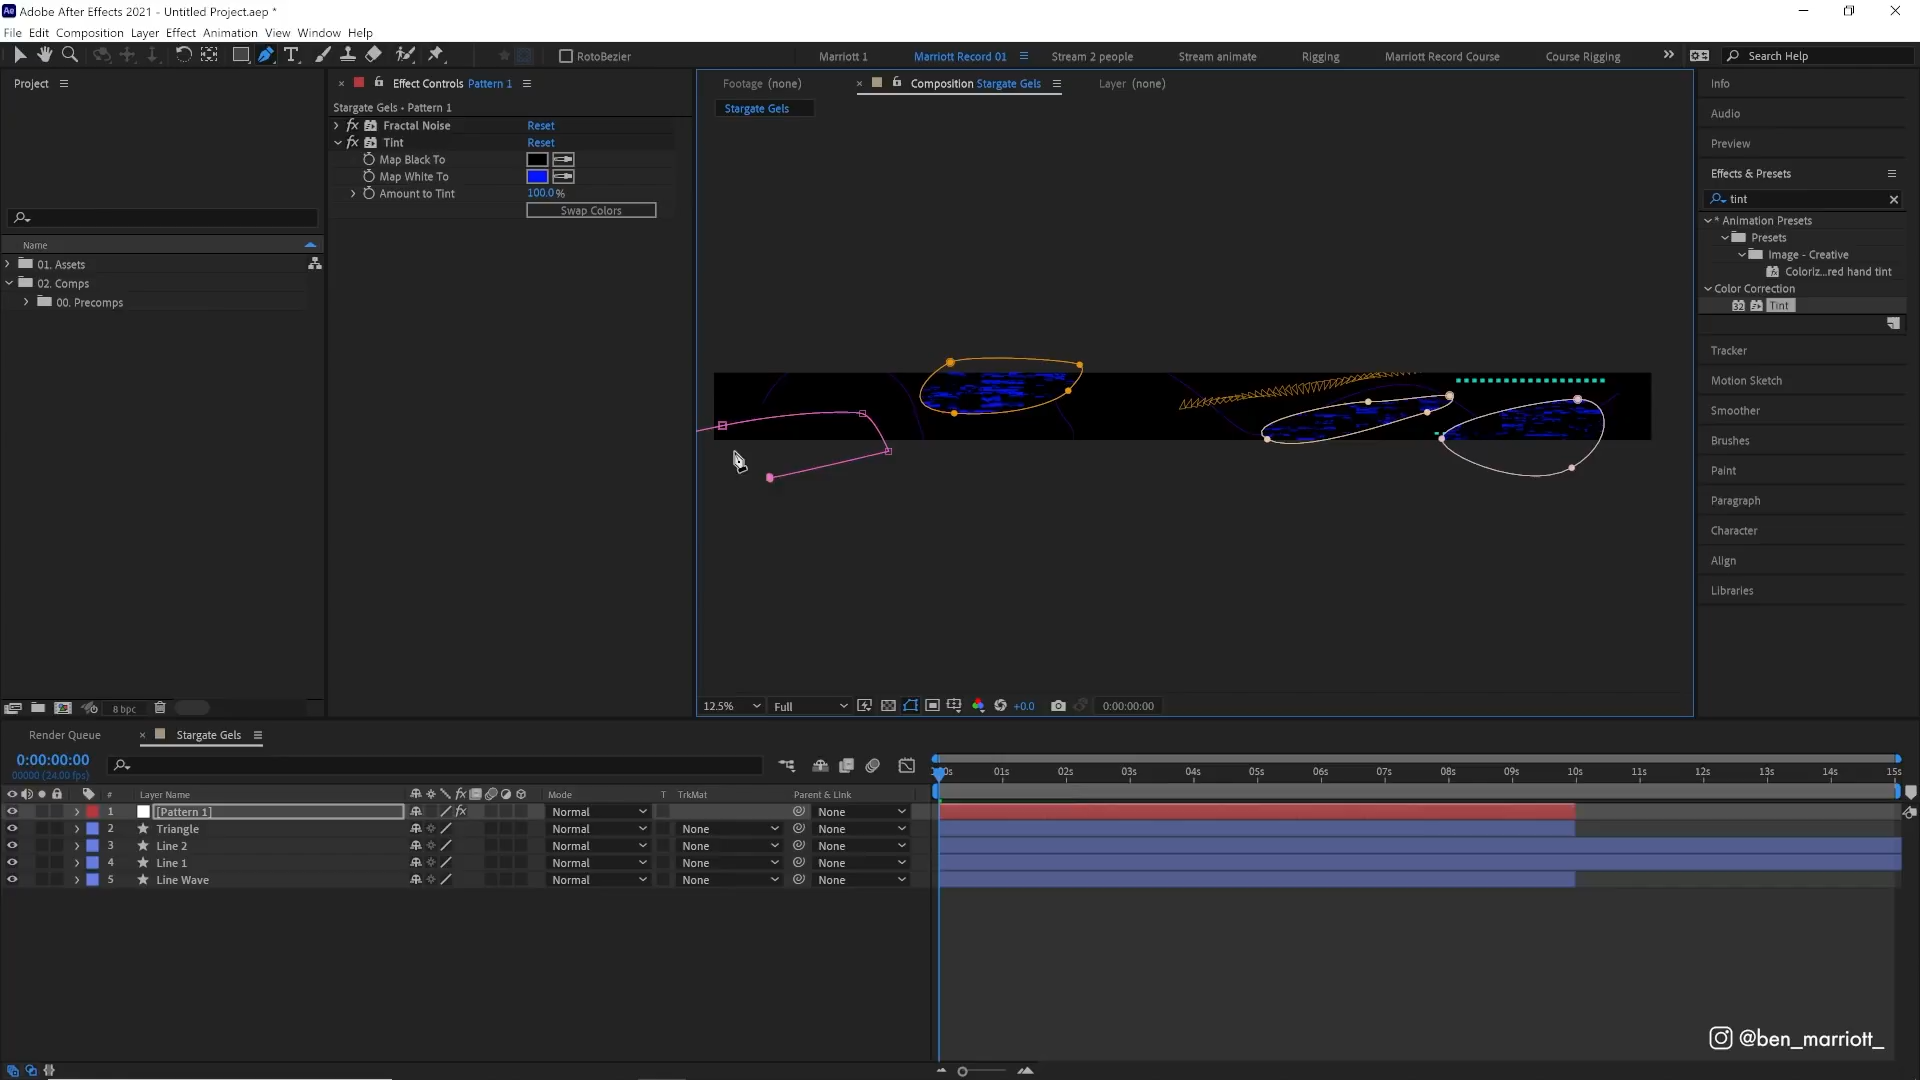 Adobe After Effects 2021 - Untitled Project.aep *
File Edit Composition Layer Effect Animation View Window Help
RotoBezier
Marriott 1
Marriott Record 01
Stream 2 people
Stream animate
Rigging
Marriott Record Course
Course Rigging
Search Help
Project
Effect Controls Pattern 1
Footage (none)
Composition Stargate Gels
Layer (none)
Info
Stargate Gels • Pattern 1
Stargate Gels
Audio
Fractal Noise Reset
Tint Reset
Preview
Map Black To
Map White To
Effects & Presets
Amount to Tint 100.0 %
tint
Swap Colors
* Animation Presets
Presets
Image - Creative
Coloriz...red hand tint
Color Correction
32 Tint
Name
01. Assets
02. Comps
00. Precomps
Tracker
Motion Sketch
Smoother
Brushes
Paint
Paragraph
Character
Align
Libraries
8 bpc
12.5% Full +0.0 0:00:00:00
Render Queue
Stargate Gels
0:00:00:00
00000 (24.00 fps)
00s 01s 02s 03s 04s 05s 06s 07s 08s 09s 10s 11s 12s 13s 14s 15s
# Layer Name Mode T TrkMat Parent & Link
1 [Pattern 1] Normal None
2 Triangle Normal None None
3 Line 2 Normal None None
4 Line 1 Normal None None
5 Line Wave Normal None None
@ben_marriott_